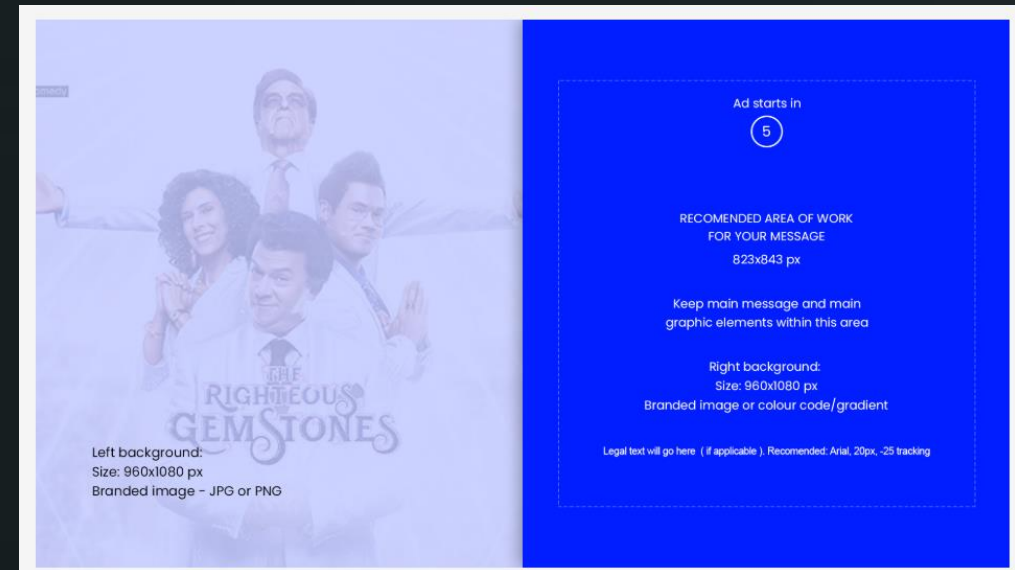 omedy
THE
RIGHTEOUS
GEMSTONES
Left background:
Size: 960x1080 px
Branded image - JPG or PNG
Ad starts in
5
RECOMENDED AREA OF WORK
FOR YOUR MESSAGE
823x843 px
Keep main message and main
graphic elements within this area
Right background:
Size: 960x1080 px
Branded image or colour code/gradient
Legal text will go here ( if applicable ). Recomended: Arial, 20px, -25 tracking